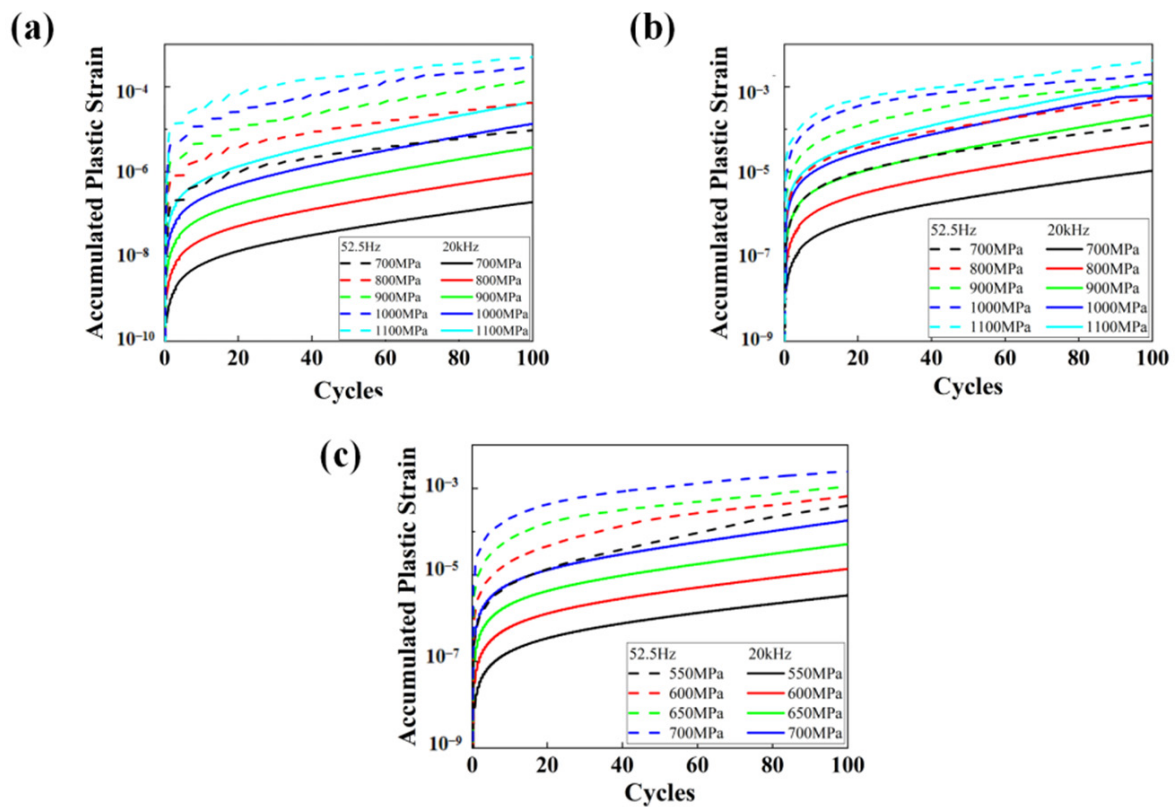 (a)
Accumulated Plastic Strain
10⁻⁴
10⁻⁶
10⁻⁸
10⁻¹⁰
52.5Hz 20kHz
700MPa 700MPa
800MPa 800MPa
900MPa 900MPa
1000MPa 1000MPa
1100MPa 1100MPa
0 20 40 60 80 100
Cycles
(b)
Accumulated Plastic Strain
10⁻³
10⁻⁵
10⁻⁷
10⁻⁹
52.5Hz 20kHz
700MPa 700MPa
800MPa 800MPa
900MPa 900MPa
1000MPa 1000MPa
1100MPa 1100MPa
0 20 40 60 80 100
Cycles
(c)
Accumulated Plastic Strain
10⁻³
10⁻⁵
10⁻⁷
10⁻⁹
52.5Hz 20kHz
550MPa 550MPa
600MPa 600MPa
650MPa 650MPa
700MPa 700MPa
0 20 40 60 80 100
Cycles